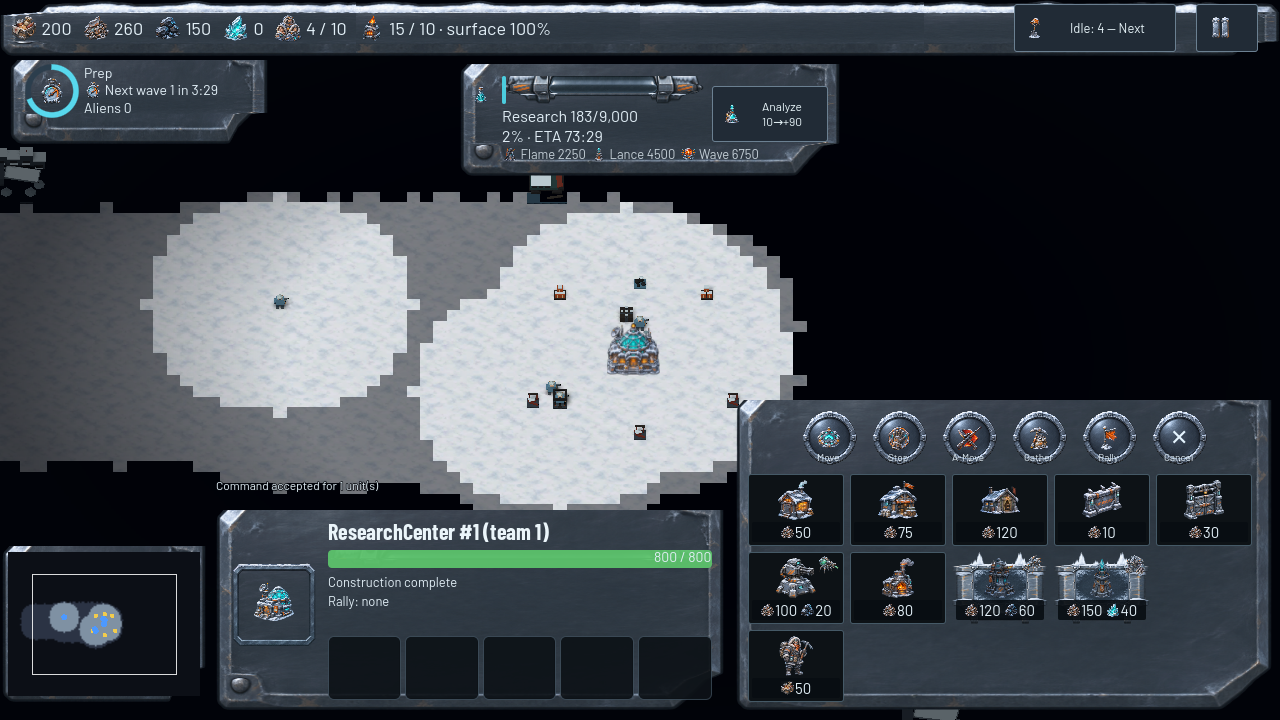 200 260 150 0 4 / 10 15 / 10 · surface 100%
Idle: 4 — Next
Prep
Next wave 1 in 3:29
Aliens 0
Research 183/9,000
2% · ETA 73:29
Flame 2250 Lance 4500 Wave 6750
Analyze
10→+90
Command accepted for 1 unit(s)
ResearchCenter #1 (team 1)
800 / 800
Construction complete
Rally: none
Move Stop A-Move Gather Rally Cancel
50 75 120 10 30
100 20 80 120 60 150 40
50